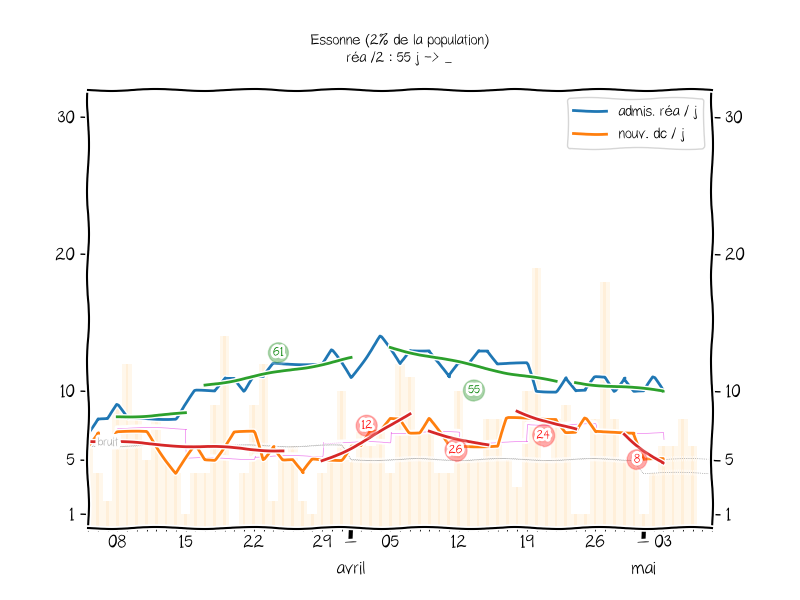 Essonne (2% de la population)
réa /2 : 55 j -> _
30
30
admis. réa / j
nouv. dc / j
20
20
61
10
55
10
12
bruit
24
26
8
5
5
1
1
08 15 22 29 05 12 19 26 03
avril mai